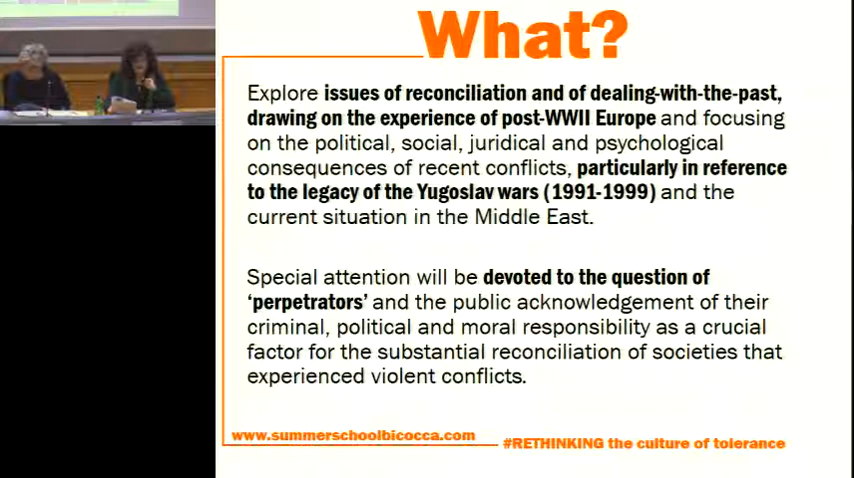 What?
Explore issues of reconciliation and of dealing-with-the-past,
drawing on the experience of post-WWII Europe and focusing
on the political, social, juridical and psychological
consequences of recent conflicts, particularly in reference
to the legacy of the Yugoslav wars (1991-1999) and the
current situation in the Middle East.
Special attention will be devoted to the question of
‘perpetrators’ and the public acknowledgement of their
criminal, political and moral responsibility as a crucial
factor for the substantial reconciliation of societies that
experienced violent conflicts.
www.summerschoolbicocca.com
#RETHINKING the culture of tolerance